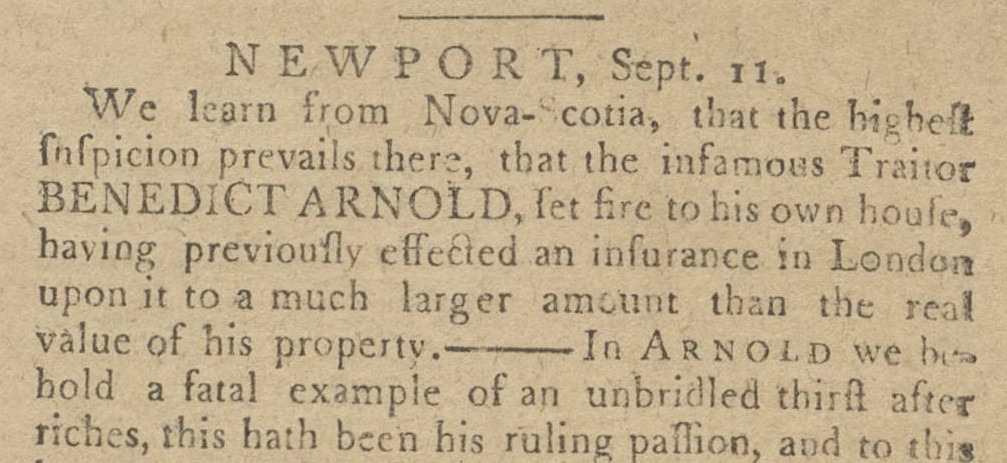 NEWPORT, Sept. 11.
We learn from Nova-Scotia, that the higheſt
ſuſpicion prevails there, that the infamous Traitor
BENEDICT ARNOLD, ſet fire to his own houſe,
having previouſly effected an inſurance in London
upon it to a much larger amount than the real
value of his property.———In ARNOLD we be-
hold a fatal example of an unbridled thirſt after
riches, this hath been his ruling paſſion, and to this